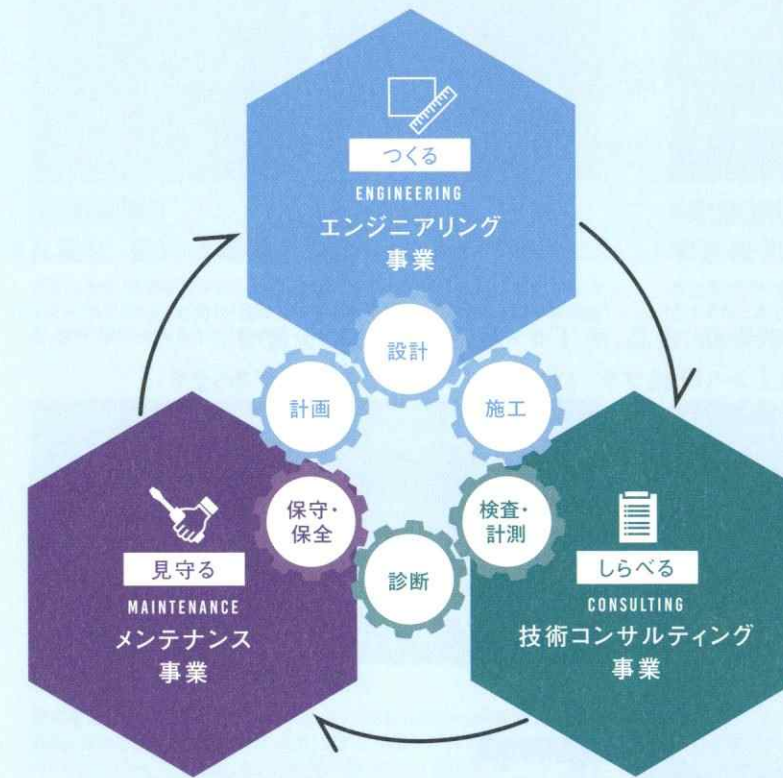 つくる
ENGINEERING
エンジニアリング
事業
設計
計画
施工
保守・
保全
検査・
計測
診断
見守る
MAINTENANCE
メンテナンス
事業
しらべる
CONSULTING
技術コンサルティング
事業